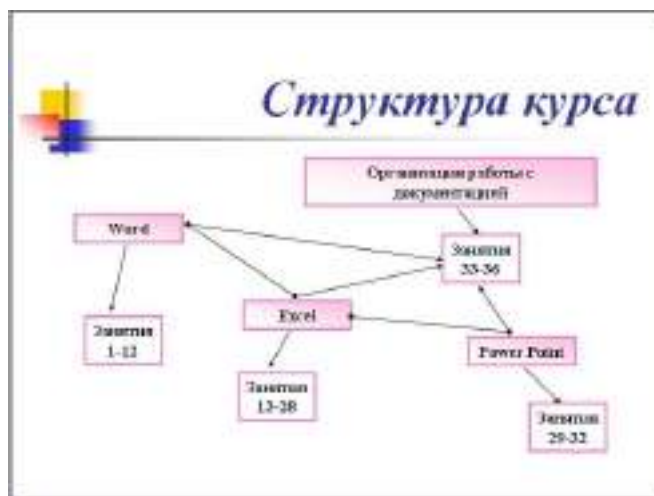 Структура курса
Организация работы с
документацией
Word
Занятия
33-36
Excel
Занятия
1-12
Power Point
Занятия
13-28
Занятия
29-32